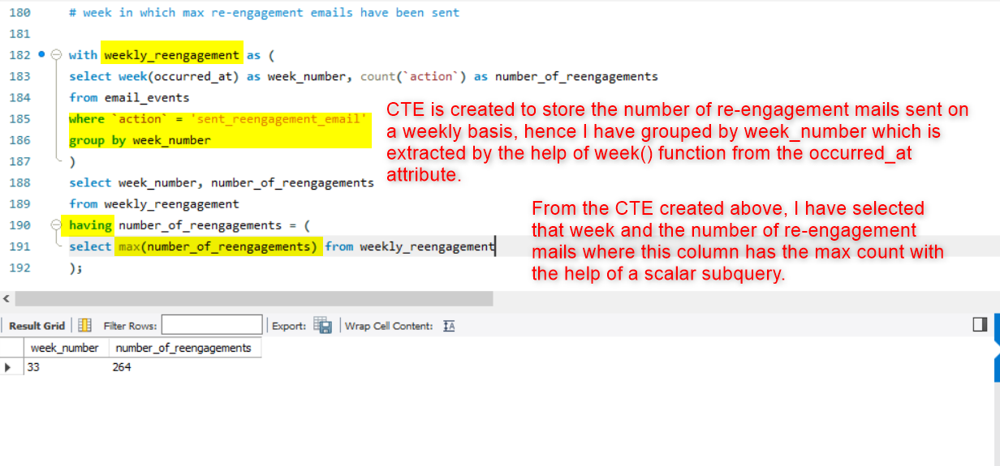 180 # week in which max re-engagement emails have been sent
181
182 with weekly_reengagement as (
183 select week(occurred_at) as week_number, count(`action`) as number_of_reengagements
184 from email_events
185 where `action` = 'sent_reengagement_email'
186 group by week_number
187 )
188 select week_number, number_of_reengagements
189 from weekly_reengagement
190 having number_of_reengagements = (
191 select max(number_of_reengagements) from weekly_reengagement
192 );
CTE is created to store the number of re-engagement mails sent on
a weekly basis, hence I have grouped by week_number which is
extracted by the help of week() function from the occurred_at
attribute.
From the CTE created above, I have selected
that week and the number of re-engagement
mails where this column has the max count with
the help of a scalar subquery.
Result Grid Filter Rows: Export: Wrap Cell Content:
week_number number_of_reengagements
33 264